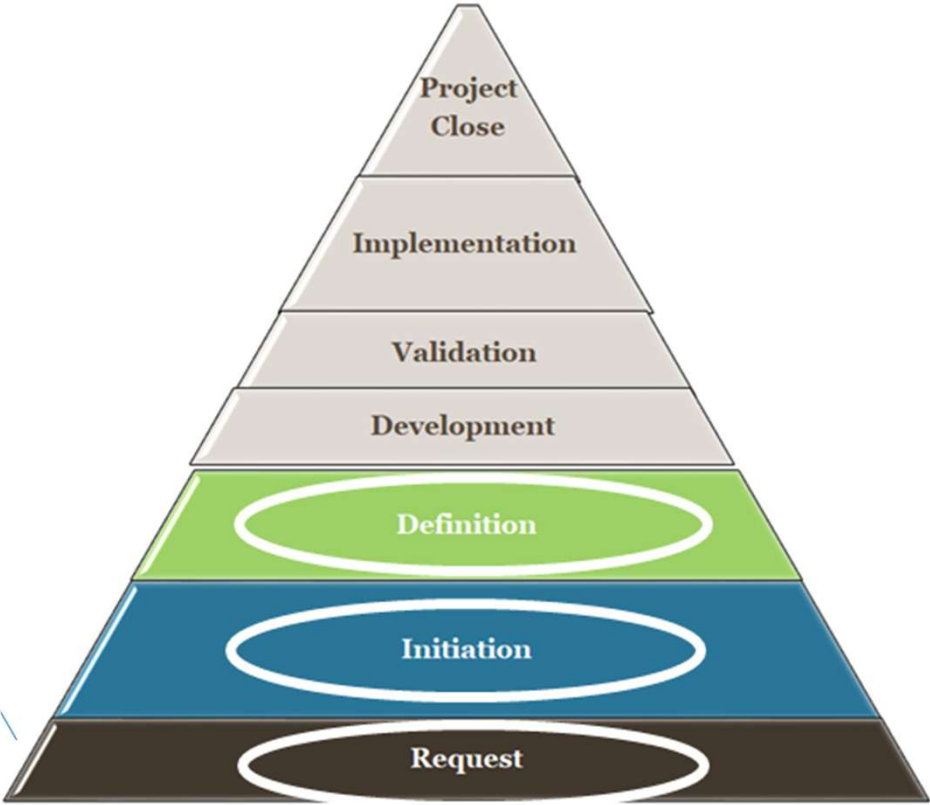 Project
Close
Implementation
Validation
Development
Definition
Initiation
Request